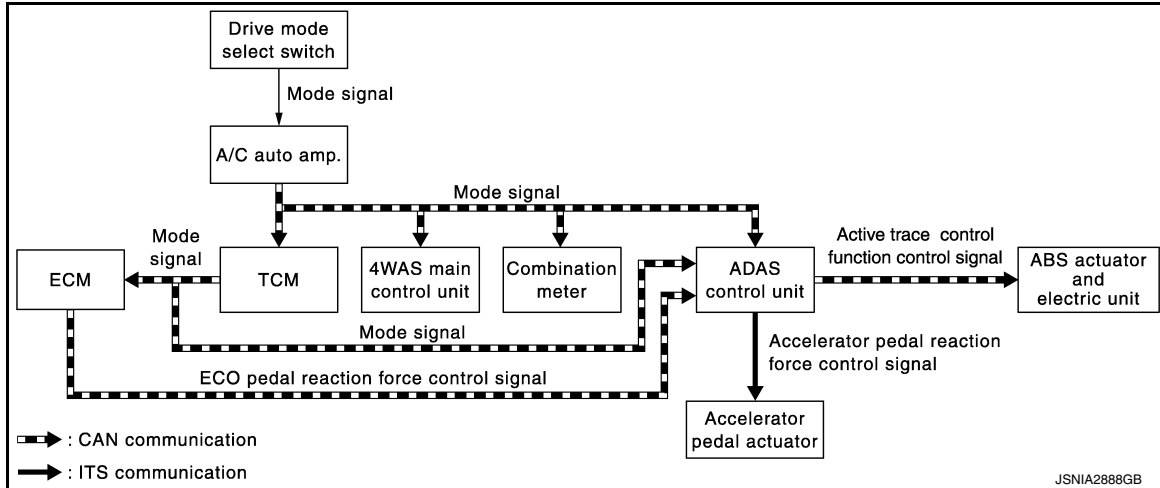 Drive mode
select switch
Mode signal
A/C auto amp.
Mode signal
Mode
signal
ECM
TCM
4WAS main
control unit
Combination
meter
ADAS
control unit
Active trace control
function control signal
ABS actuator
and
electric unit
Mode signal
Accelerator pedal reaction
force control signal
ECO pedal reaction force control signal
Accelerator
pedal actuator
: CAN communication
: ITS communication
JSNIA2888GB